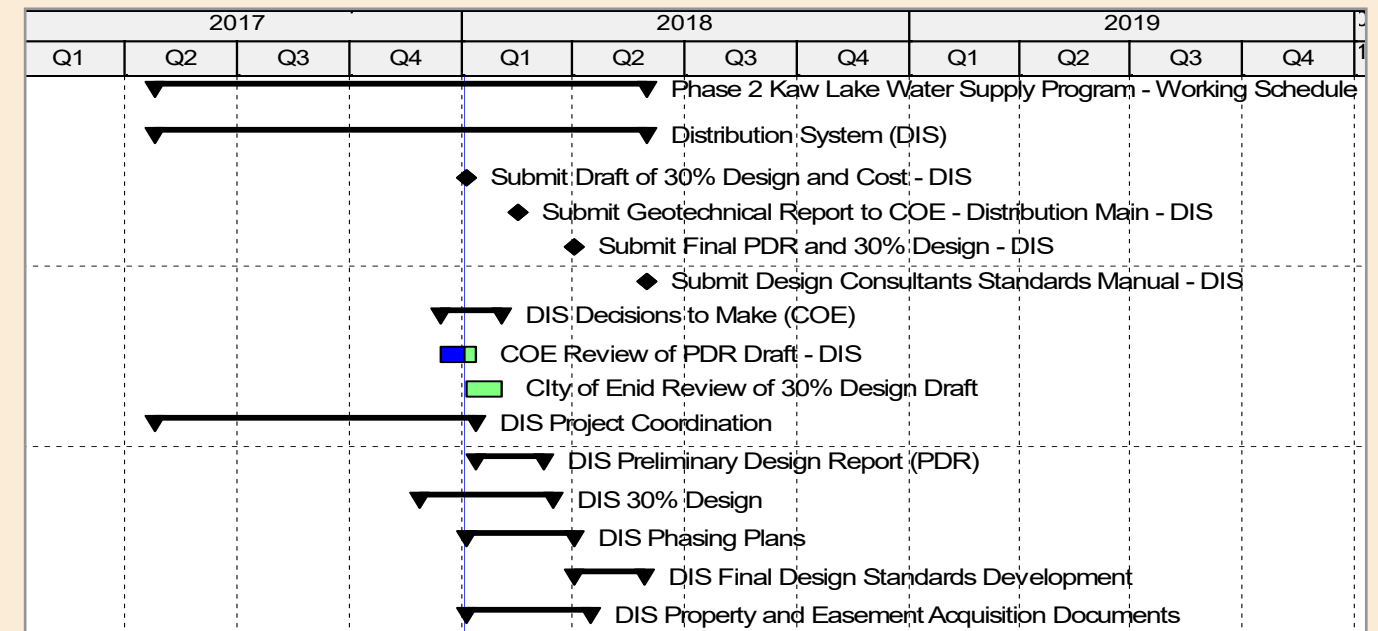 2017 2018 2019
Q1 Q2 Q3 Q4 Q1 Q2 Q3 Q4 Q1 Q2 Q3 Q4 1
Phase 2 Kaw Lake Water Supply Program - Working Schedule
Distribution System (DIS)
Submit Draft of 30% Design and Cost - DIS
Submit Geotechnical Report to COE - Distribution Main - DIS
Submit Final PDR and 30% Design - DIS
Submit Design Consultants Standards Manual - DIS
DIS Decisions to Make (COE)
COE Review of PDR Draft - DIS
CIty of Enid Review of 30% Design Draft
DIS Project Coordination
DIS Preliminary Design Report (PDR)
DIS 30% Design
DIS Phasing Plans
DIS Final Design Standards Development
DIS Property and Easement Acquisition Documents